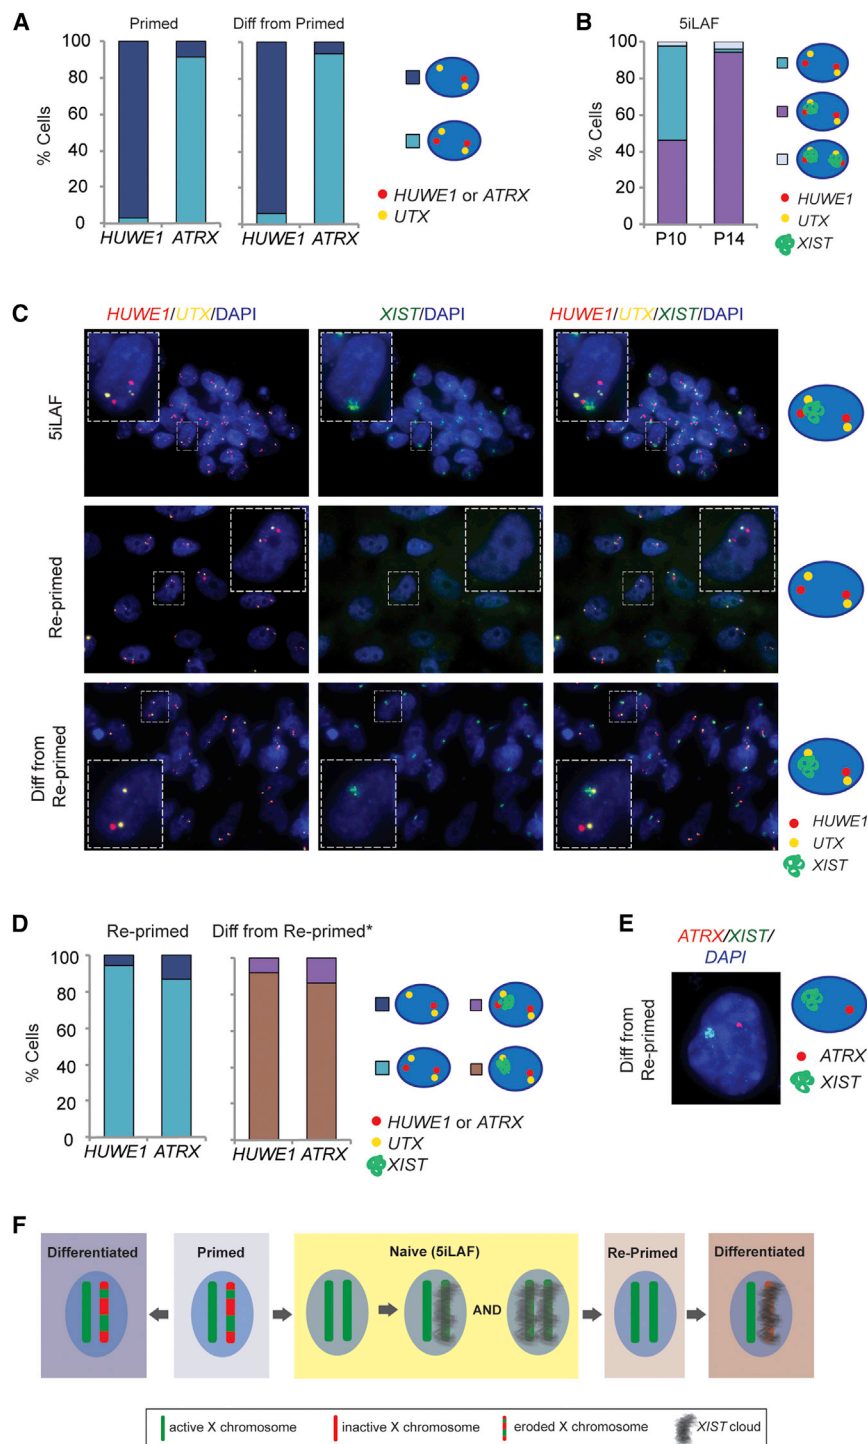 A
Primed
Diff from Primed
% Cells
100
80
60
40
20
0
HUWE1 ATRX
HUWE1 ATRX
HUWE1 or ATRX
UTX
B
5iLAF
% Cells
100
80
60
40
20
0
P10 P14
HUWE1
UTX
XIST
C
HUWE1/UTX/DAPI
XIST/DAPI
HUWE1/UTX/XIST/DAPI
5iLAF
Re-primed
Diff from
Re-primed
HUWE1
UTX
XIST
D
Re-primed
Diff from Re-primed*
% Cells
100
80
60
40
20
0
HUWE1 ATRX
HUWE1 ATRX
HUWE1 or ATRX
UTX
XIST
E
ATRX/XIST/
DAPI
Diff from
Re-primed
ATRX
XIST
F
Differentiated
Primed
Naive (5iLAF)
AND
Re-Primed
Differentiated
active X chromosome
inactive X chromosome
eroded X chromosome
XIST cloud